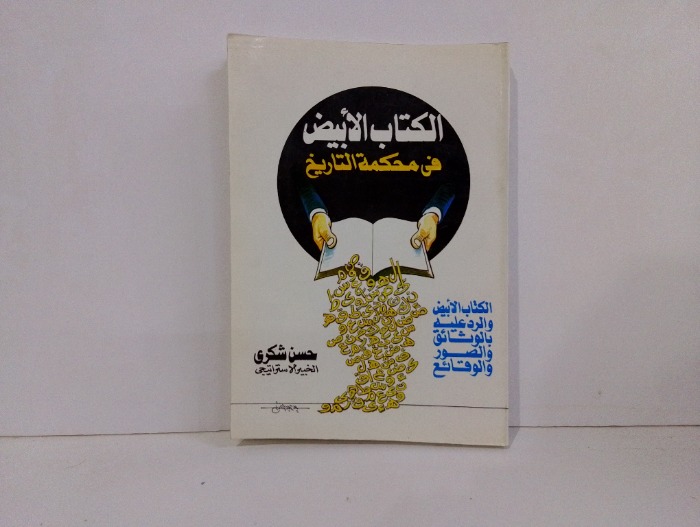 الكتاب الأبيض
فى محكمة التاريخ
الكتاب الأبيض
والرد عليه
بالوثائق
والصور
والوقائع
حسن شكرى
الخبير الاستراتيجى